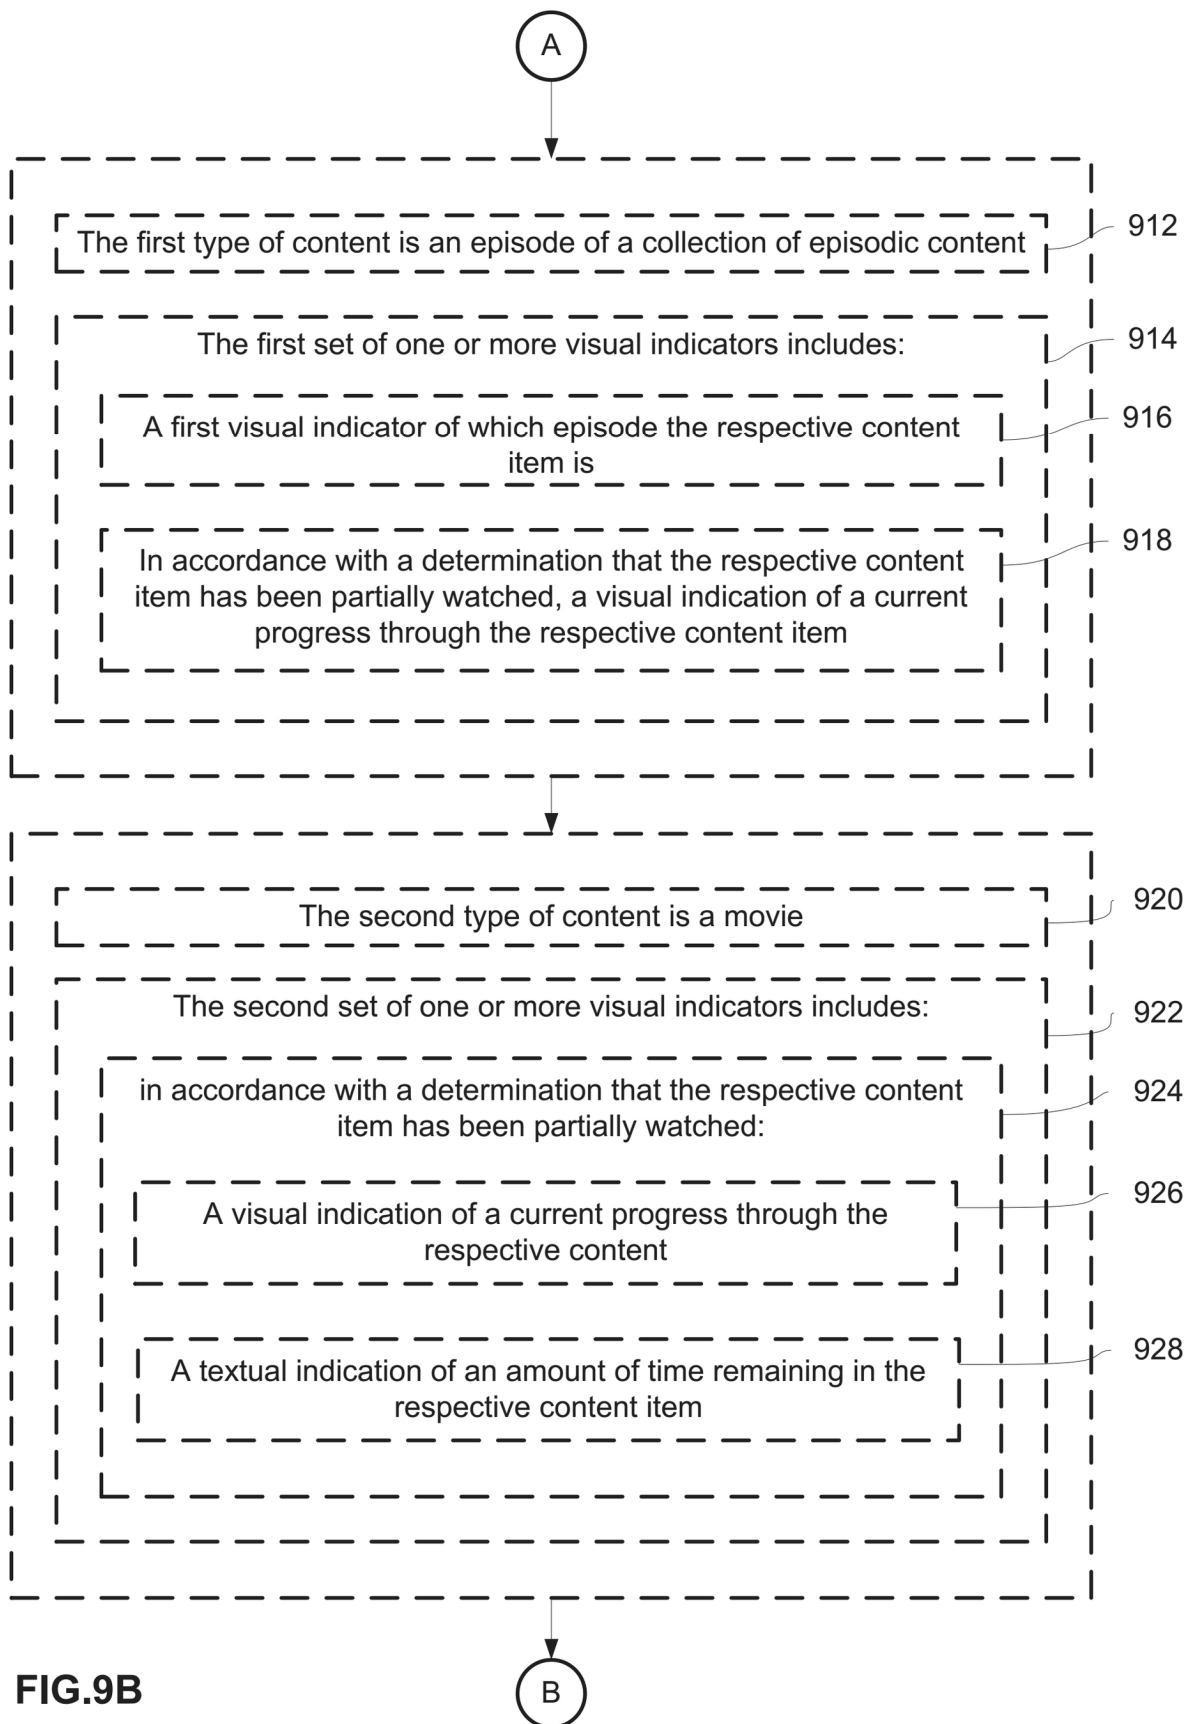 A
The first type of content is an episode of a collection of episodic content
912
The first set of one or more visual indicators includes:
914
A first visual indicator of which episode the respective content
item is
916
In accordance with a determination that the respective content
item has been partially watched, a visual indication of a current
progress through the respective content item
918
The second type of content is a movie
920
The second set of one or more visual indicators includes:
922
in accordance with a determination that the respective content
item has been partially watched:
924
A visual indication of a current progress through the
respective content
926
A textual indication of an amount of time remaining in the
respective content item
928
FIG.9B
B